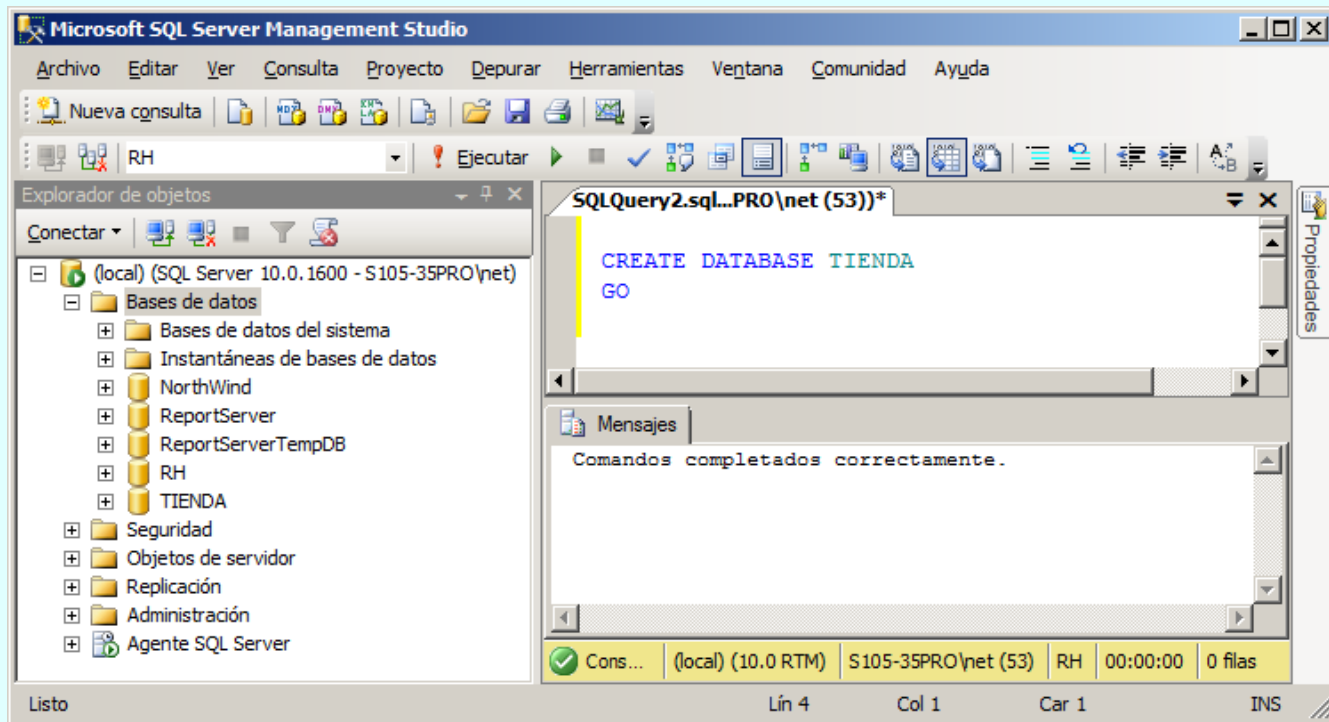 Microsoft SQL Server Management Studio
Archivo Editar Ver Consulta Proyecto Depurar Herramientas Ventana Comunidad Ayuda
Nueva consulta
RH Ejecutar
Explorador de objetos
Conectar
(local) (SQL Server 10.0.1600 - S105-35PRO\net)
Bases de datos
Bases de datos del sistema
Instantáneas de bases de datos
NorthWind
ReportServer
ReportServerTempDB
RH
TIENDA
Seguridad
Objetos de servidor
Replicación
Administración
Agente SQL Server
SQLQuery2.sql...PRO\net (53))*
CREATE DATABASE TIENDA
GO
Mensajes
Comandos completados correctamente.
Cons... (local) (10.0 RTM) S105-35PRO\net (53) RH 00:00:00 0 filas
Propiedades
Listo Lín 4 Col 1 Car 1 INS